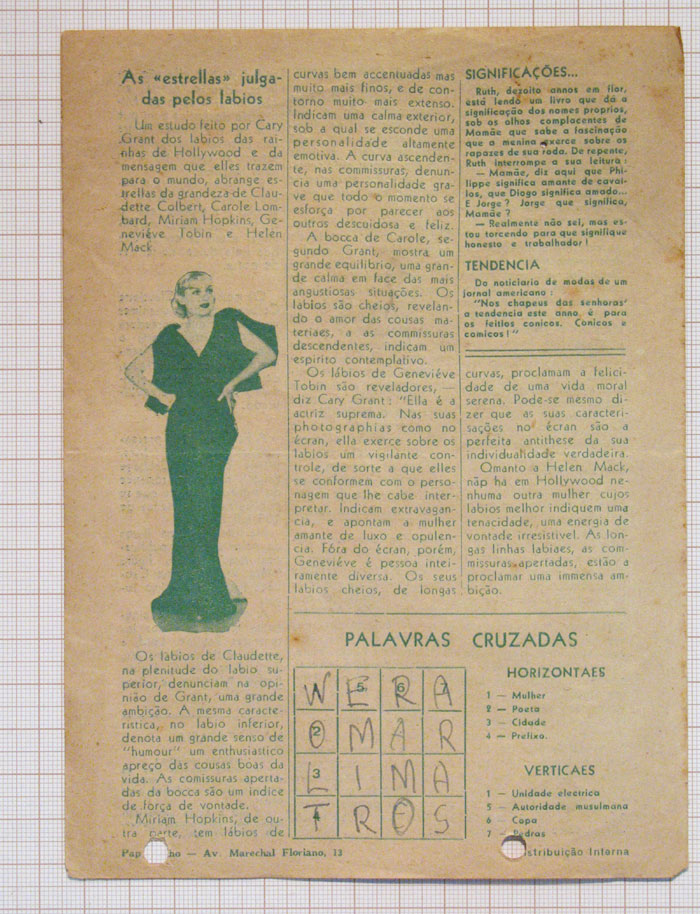 As «estrellas» julga-
das pelos labios
Um estudo feito por Cary
Grant dos labios das rai-
nhas de Hollywood e da
mensagem que elles trazem
para o mundo, abrange es-
trellas da grandeza de Clau-
dette Colbert, Carole Lom-
bard, Miriam Hopkins, Ge-
neviéve Tobin e Helen
Mack.
Os labios de Claudette,
na plenitude do labio su-
perior, denunciam na opi-
nião de Grant, uma grande
ambição. A mesma caracte-
ristica, no labio inferior,
denota um grande senso de
"humour" um enthusiastico
apreço das cousas boas da
vida. As comissuras aperta-
das da bocca são um indice
de força de vontade.
Miriam Hopkins, de ou-
tra parte, tem lábios de
curvas bem accentuadas mas
muito mais finos, e de con-
torno muito mais extenso.
Indicam uma calma exterior,
sob a qual se esconde uma
personalidade altamente
emotiva. A curva ascenden-
te, nas commissuras, denun-
cia uma personalidade gra-
ve que todo o momento se
esforça por parecer aos
outros descuidosa e feliz.
A bocca de Carole, se-
gundo Grant, mostra um
grande equilibrio, uma gran-
de calma em face das mais
angustiosas situações. Os
labios são cheios, revelan-
do o amor das cousas ma-
teriaes, a as commissuras
descendentes, indicam um
espirito contemplativo.
Os lábios de Geneviéve
Tobin são reveladores, —
diz Cary Grant: "Ella é a
actriz suprema. Nas suas
photographias como no
écran, ella exerce sobre os
labios um vigilante con-
trole, de sorte a que elles
se conformem com o perso-
nagem que lhe cabe inter-
pretar. Indicam extravagan-
cia, e apontam a mulher
amante de luxo e opulen-
cia. Fóra do écran, porém,
Geneviéve é pessoa intei-
ramente diversa. Os seus
labios cheios, de longas
SIGNIFICAÇÕES...
Ruth, dezoito annos em flor,
está lendo um livro que dá a
significação dos nomes proprios,
sob os olhos complacentes de
Mamãe que sabe a fascinação
que a menina exerce sobre os
rapazes de sua roda. De repente,
Ruth interrompe a sua leitura:
— Mamãe, diz aqui que Phi-
lippe significa amante de caval-
los, que Diogo significa amado...
E Jorge? Jorge que significa,
Mamãe?
— Realmente não sei, mas es-
tou torcendo para que signifique
honesto e trabalhador!
TENDENCIA
Do noticiario de modas de um
jornal americano:
"Nos chapeus das senhoras
a tendencia este anno é para
os feitios conicos. Conicos e
comicos!"
curvas, proclamam a felici-
dade de uma vida moral
serena. Pode-se mesmo di-
zer que as suas caracteri-
sações no écran são a
perfeita antithese da sua
individualidade verdadeira.
Qmanto a Helen Mack,
nãp há em Hollywood ne-
nhuma outra mulher cujos
labios melhor indiquem uma
tenacidade, uma energia de
vontade irresistivel. As lon-
gas linhas labiaes, as com-
missuras apertadas, estão a
proclamar uma immensa am-
bição.
PALAVRAS CRUZADAS
W E 5 R 6 A 7
O 2 M A R
L 3 I M A
T 4 R O S
HORIZONTAES
1 — Mulher
2 — Poeta
3 — Cidade
4 — Prefixo.
VERTICAES
1 — Unidade electrica
5 — Autoridade musulmana
6 — Copa
7 — Pedras
Av. Marechal Floriano, 13
Distribuição Interna